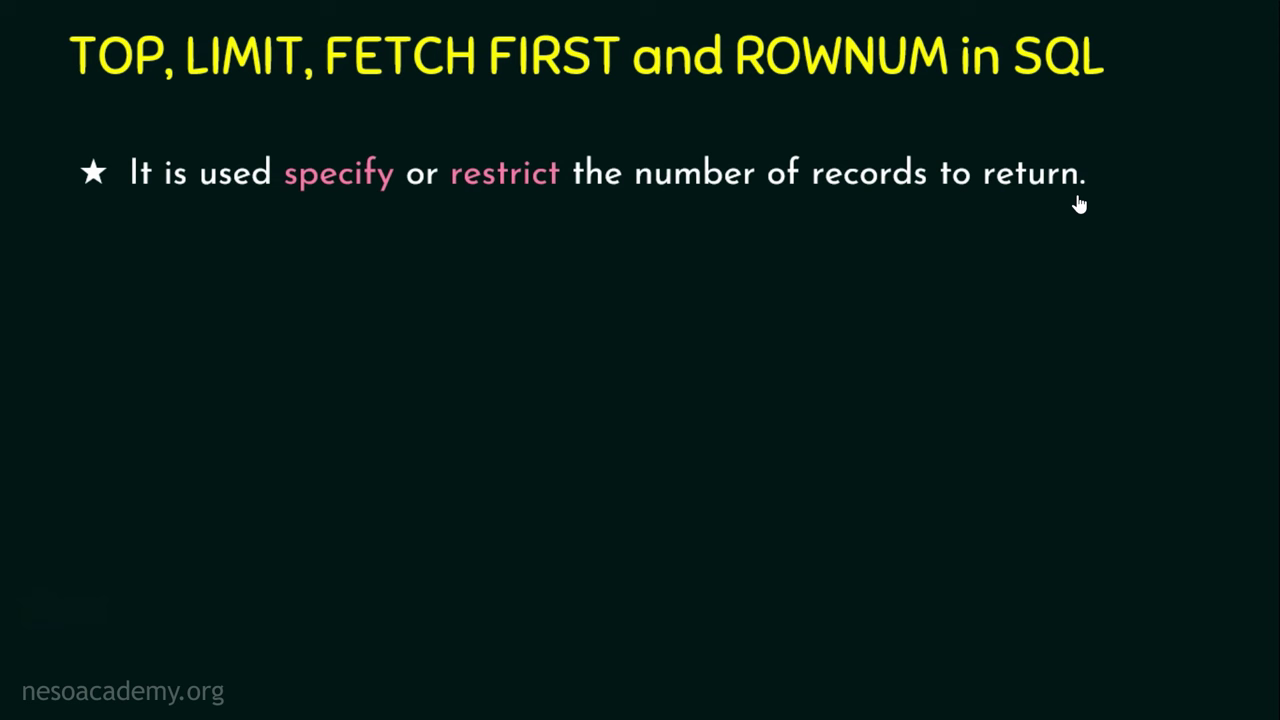 TOP, LIMIT, FETCH FIRST and ROWNUM in SQL
★ It is used specify or restrict the number of records to return.
nesoacademy.org